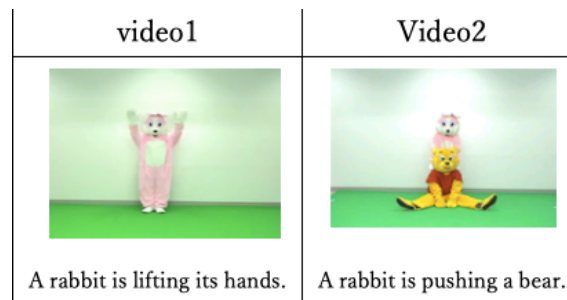 video1
Video2
A rabbit is lifting its hands.
A rabbit is pushing a bear.